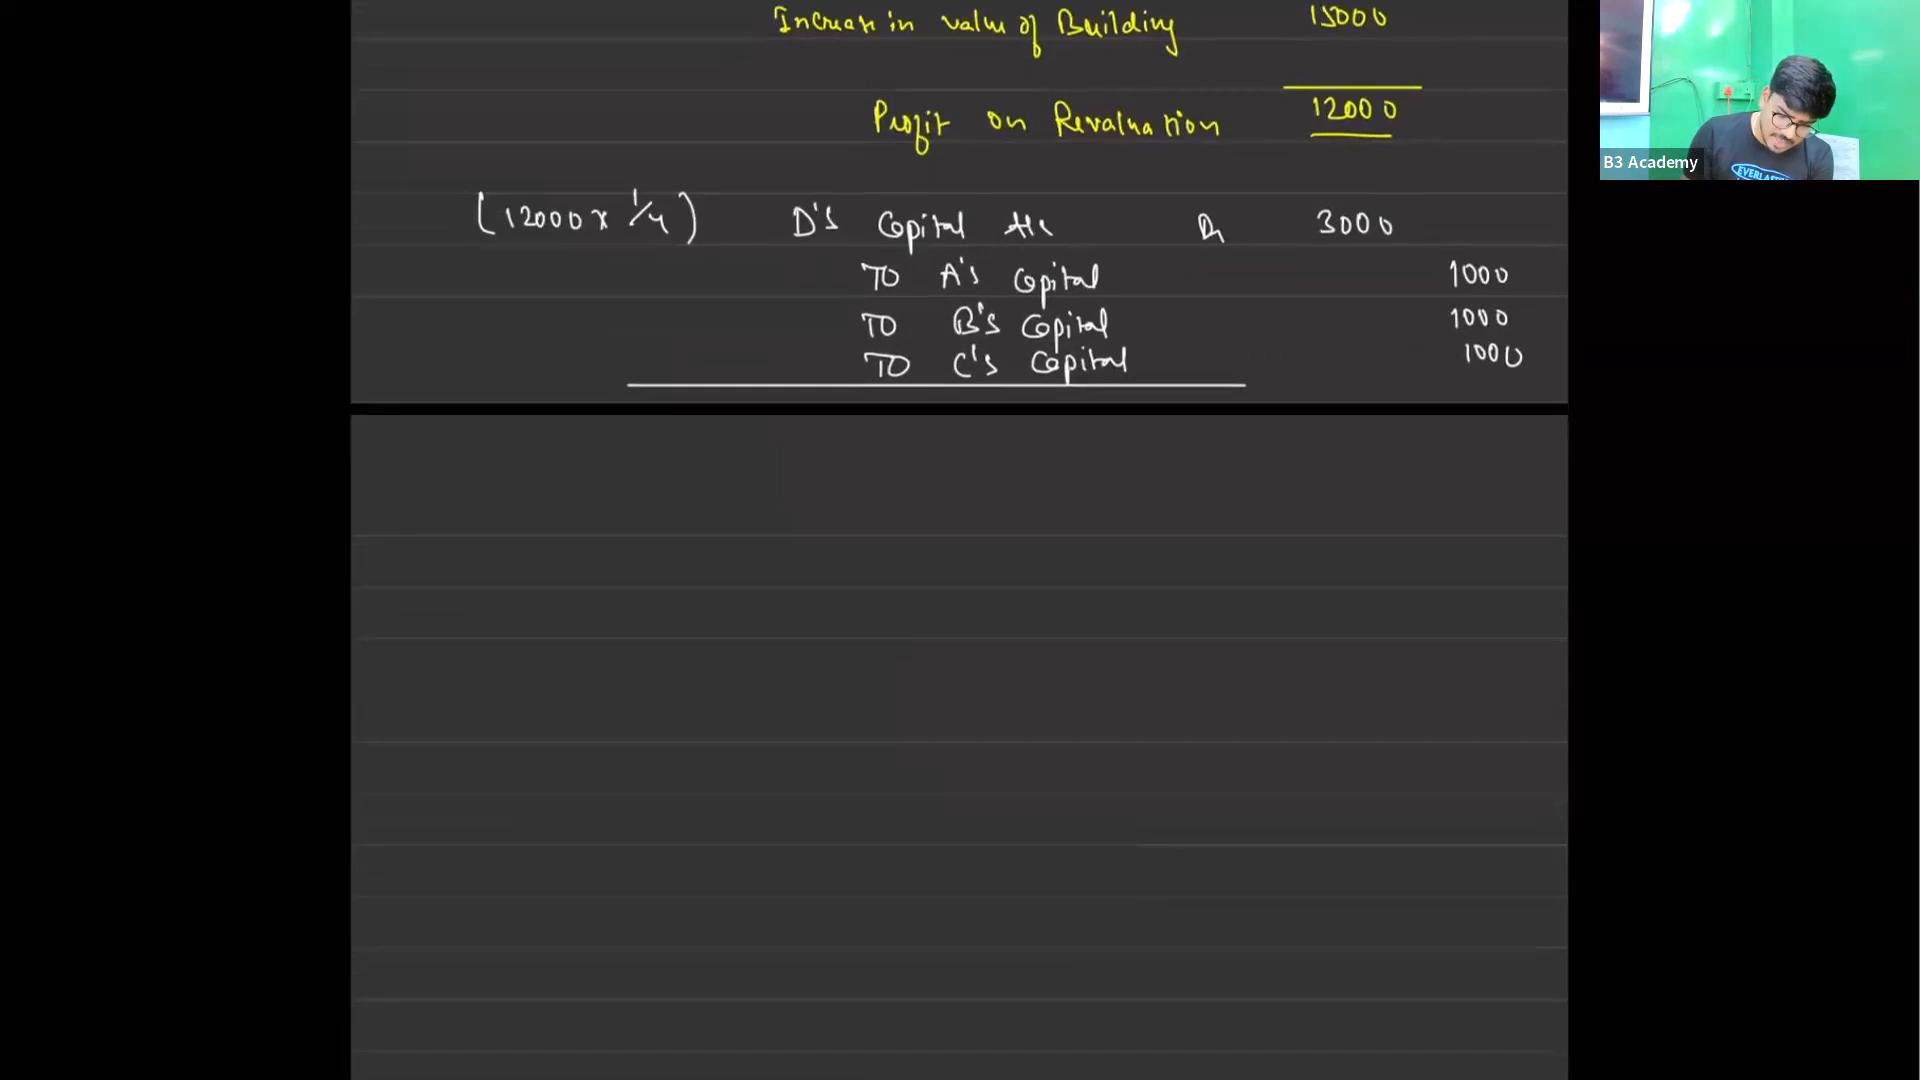 Increase in value of Building 15000
Profit on Revaluation 12000
(12000 x 1/4) D's Capital A/c Dr 3000
TO A's Capital 1000
TO B's Capital 1000
TO C's Capital 1000
B3 Academy
EVERLAST